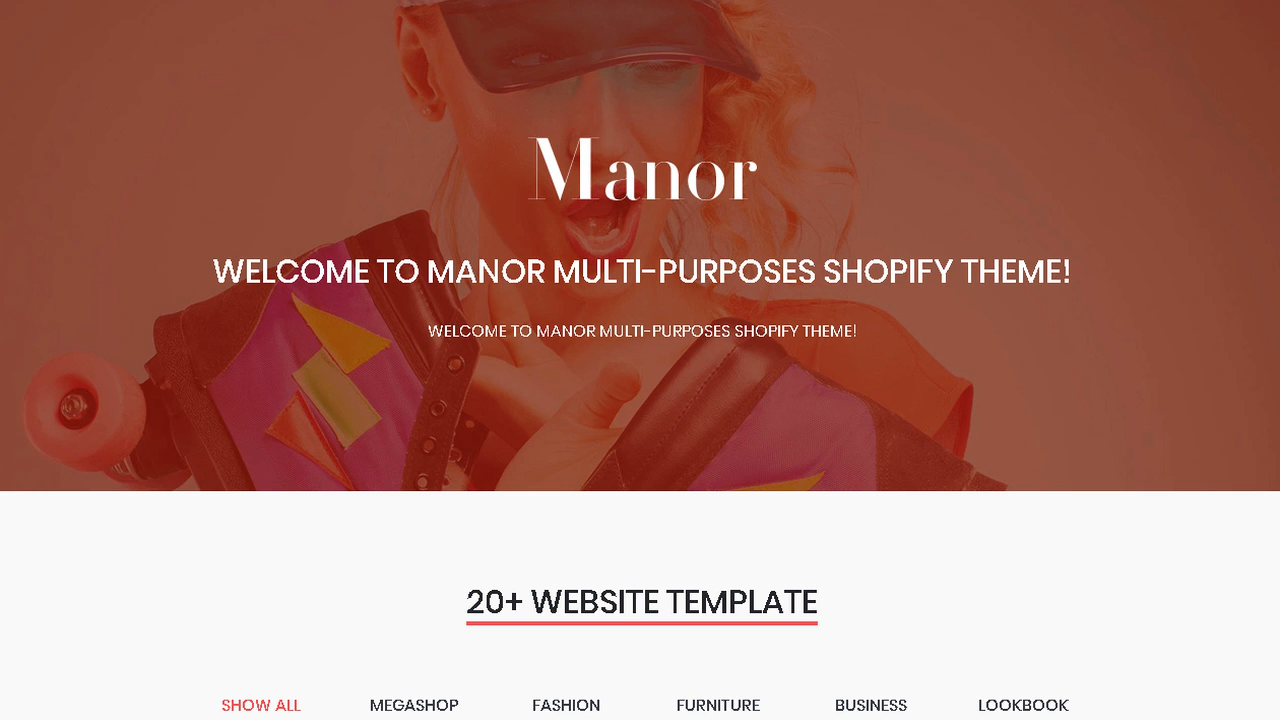 Manor
WELCOME TO MANOR MULTI-PURPOSES SHOPIFY THEME!
WELCOME TO MANOR MULTI-PURPOSES SHOPIFY THEME!
20+ WEBSITE TEMPLATE
SHOW ALL MEGASHOP FASHION FURNITURE BUSINESS LOOKBOOK